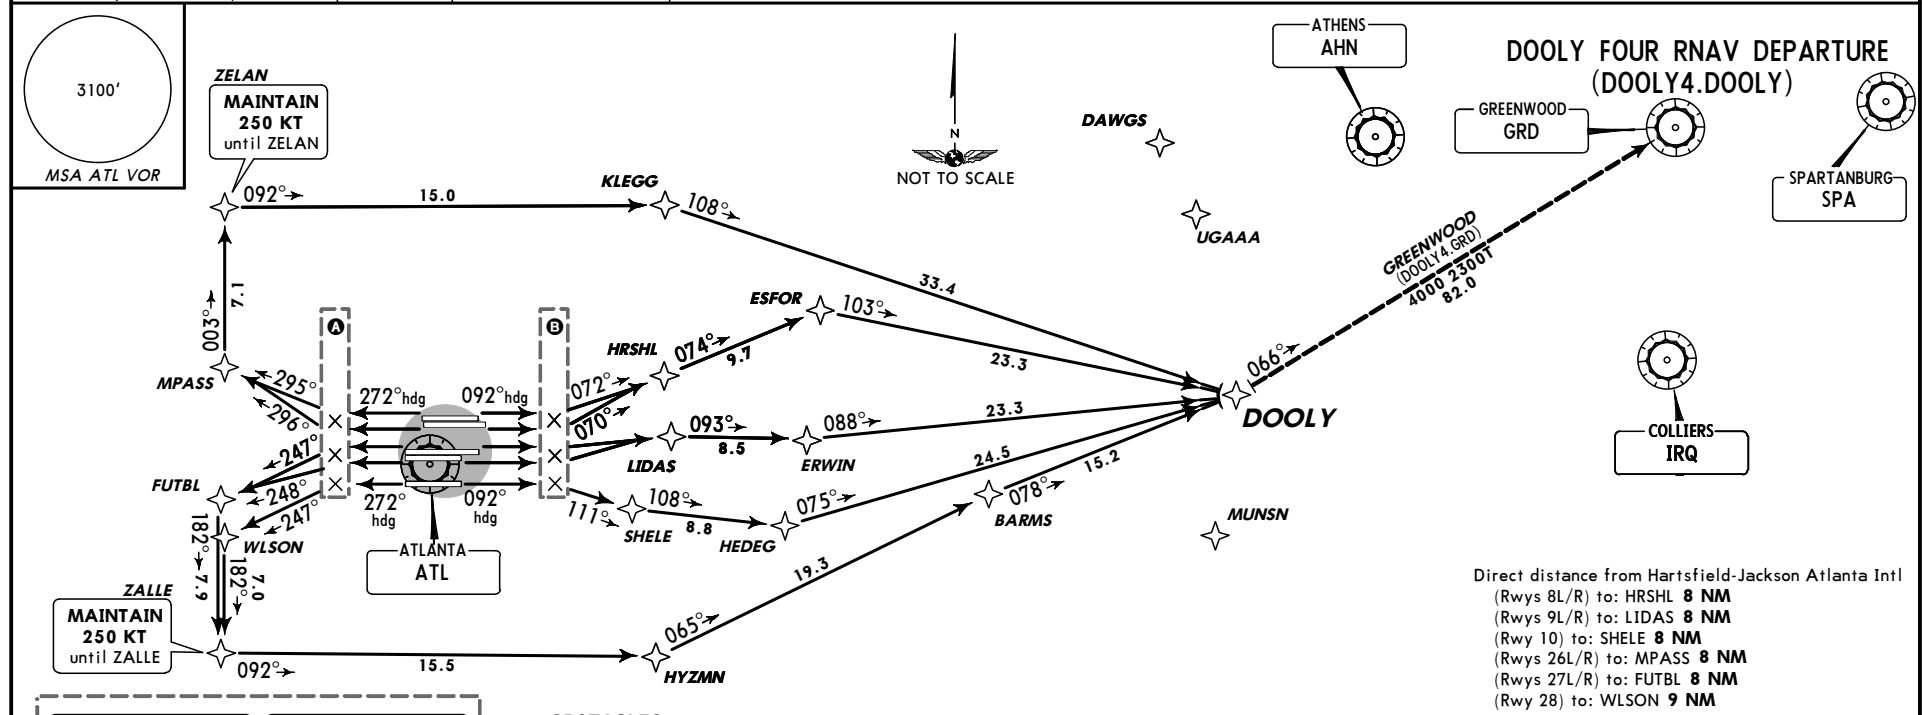 3100'
MSA ATL VOR
ZELAN
MAINTAIN
250 KT
until ZELAN
ATHENS
AHN
DOOLY FOUR RNAV DEPARTURE
(DOOLY4.DOOLY)
GREENWOOD
GRD
SPARTANBURG
SPA
DAWGS
N
NOT TO SCALE
UGAAA
092°
15.0
KLEGG
108°
33.4
GREENWOOD
(DOOLY4.GRD)
4000 2300T
82.0
7.1
003°
MPASS
A
B
ESFOR
103°
23.3
HRSHL
074°
9.7
295°
296°
272°hdg
092°hdg
072°
070°
066°
DOOLY
COLLIERS
IRQ
247°
248°
247°
FUTBL
WLSON
LIDAS
093°
8.5
ERWIN
088°
23.3
272°
hdg
092°
hdg
111°
SHELE
108°
8.8
HEDEG
075°
24.5
BARMS
078°
15.2
MUNSN
ATLANTA
ATL
182°
7.9
182°
7.0
ZALLE
MAINTAIN
250 KT
until ZALLE
092°
15.5
HYZMN
065°
19.3
Direct distance from Hartsfield-Jackson Atlanta Intl
(Rwys 8L/R) to: HRSHL 8 NM
(Rwys 9L/R) to: LIDAS 8 NM
(Rwy 10) to: SHELE 8 NM
(Rwys 26L/R) to: MPASS 8 NM
(Rwys 27L/R) to: FUTBL 8 NM
(Rwy 28) to: WLSON 9 NM